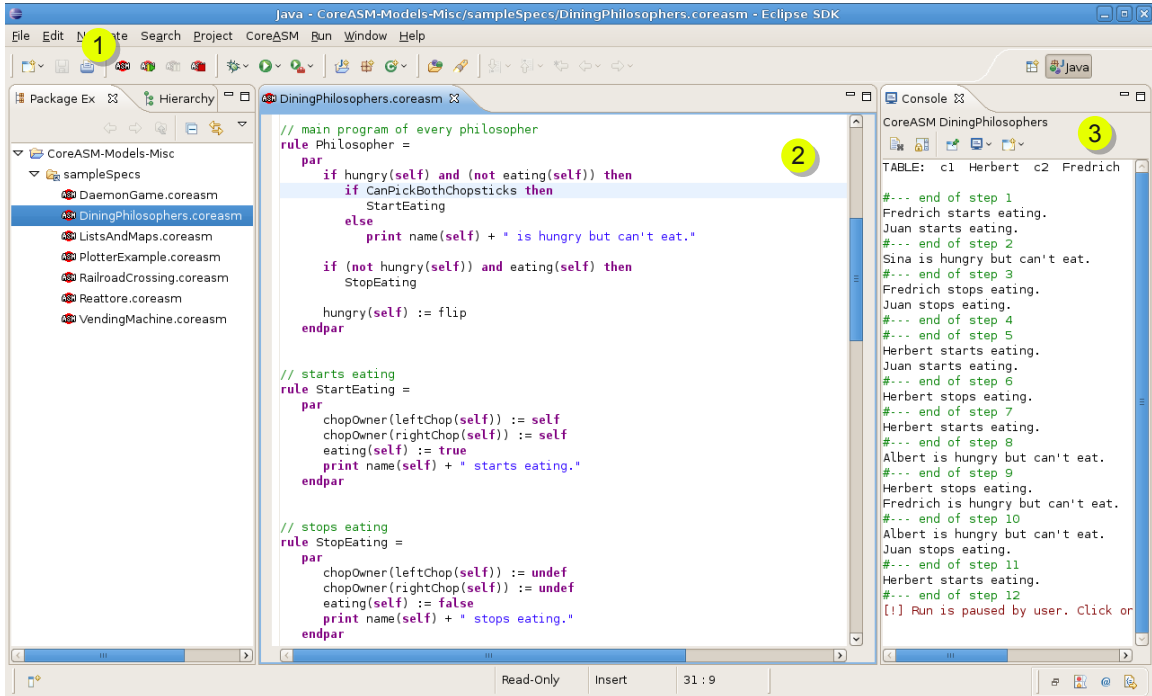 Java - CoreASM-Models-Misc/sampleSpecs/DiningPhilosophers.coreasm - Eclipse SDK
File Edit Search Project CoreASM Run Window Help
1
Java
Package Ex Hierarchy
CoreASM-Models-Misc
sampleSpecs
DaemonGame.coreasm
DiningPhilosophers.coreasm
ListsAndMaps.coreasm
PlotterExample.coreasm
RailroadCrossing.coreasm
Reattore.coreasm
VendingMachine.coreasm
DiningPhilosophers.coreasm
2
// main program of every philosopher
rule Philosopher =
par
if hungry(self) and (not eating(self)) then
if CanPickBothChopsticks then
StartEating
else
print name(self) + " is hungry but can't eat."
if (not hungry(self)) and eating(self) then
StopEating
hungry(self) := flip
endpar
// starts eating
rule StartEating =
par
chopOwner(leftChop(self)) := self
chopOwner(rightChop(self)) := self
eating(self) := true
print name(self) + " starts eating."
endpar
// stops eating
rule StopEating =
par
chopOwner(leftChop(self)) := undef
chopOwner(rightChop(self)) := undef
eating(self) := false
print name(self) + " stops eating."
endpar
Console
CoreASM DiningPhilosophers
3
TABLE: c1 Herbert c2 Fredrich
#--- end of step 1
Fredrich starts eating.
Juan starts eating.
#--- end of step 2
Sina is hungry but can't eat.
#--- end of step 3
Fredrich stops eating.
Juan stops eating.
#--- end of step 4
#--- end of step 5
Herbert starts eating.
Juan starts eating.
#--- end of step 6
Herbert stops eating.
#--- end of step 7
Herbert starts eating.
#--- end of step 8
Albert is hungry but can't eat.
#--- end of step 9
Herbert stops eating.
Fredrich is hungry but can't eat.
#--- end of step 10
Albert is hungry but can't eat.
Juan stops eating.
#--- end of step 11
Herbert starts eating.
#--- end of step 12
[!] Run is paused by user. Click or
Read-Only Insert 31 : 9